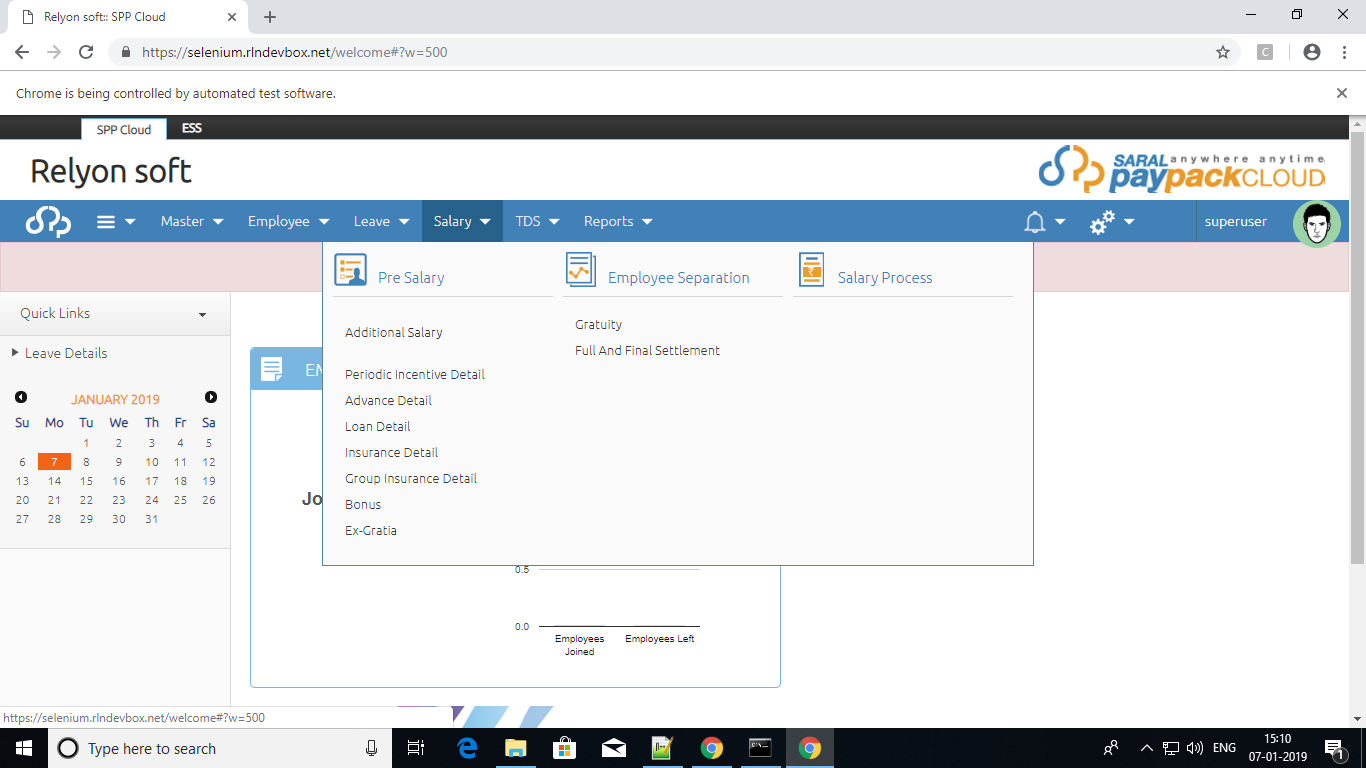 Relyon soft:: SPP Cloud
https://selenium.rlndevbox.net/welcome#?w=500
C
Chrome is being controlled by automated test software.
SPP Cloud ESS
Relyon soft
SARAL anywhere anytime
paypackCLOUD
Master Employee Leave Salary TDS Reports superuser
Pre Salary Employee Separation Salary Process
Additional Salary
Periodic Incentive Detail
Advance Detail
Loan Detail
Insurance Detail
Group Insurance Detail
Bonus
Ex-Gratia
Gratuity
Full And Final Settlement
Quick Links
Leave Details
JANUARY 2019
Su Mo Tu We Th Fr Sa
1 2 3 4 5
6 7 8 9 10 11 12
13 14 15 16 17 18 19
20 21 22 23 24 25 26
27 28 29 30 31
0.5
0.0
Employees Joined
Employees Left
https://selenium.rlndevbox.net/welcome#?w=500
Type here to search
ENG
15:10
07-01-2019
1